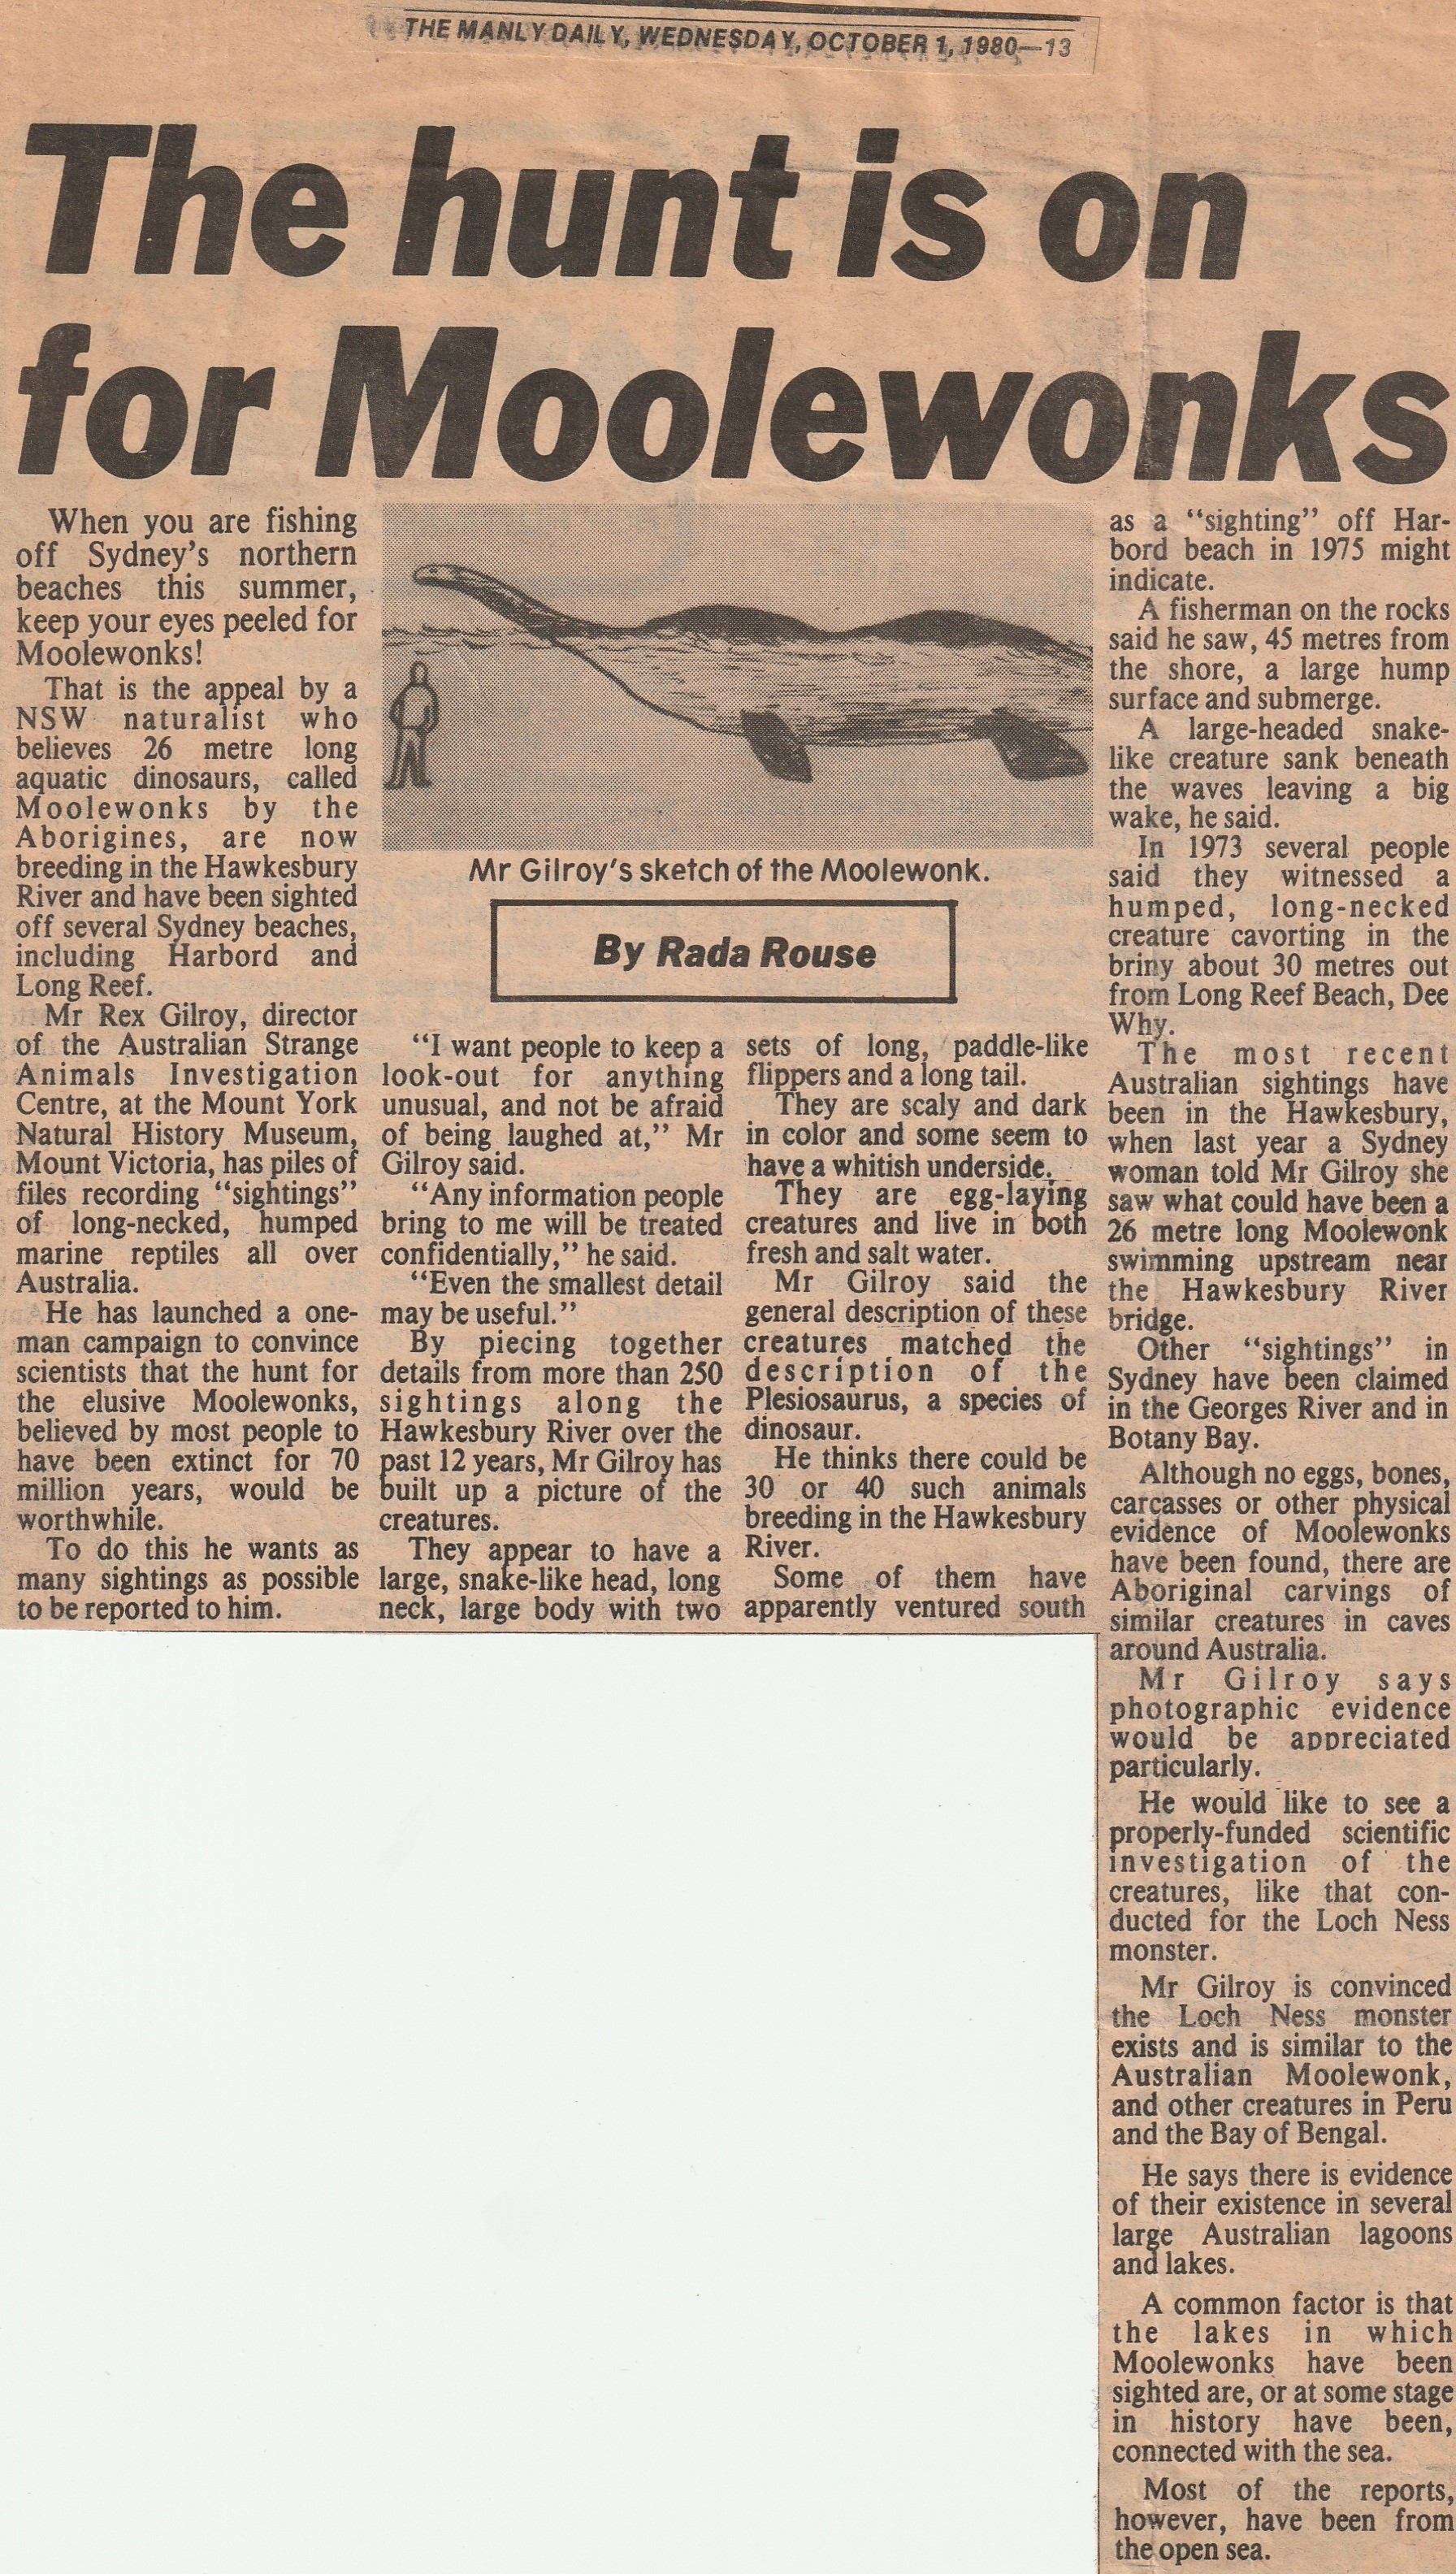 THE MANLY DAILY, WEDNESDAY, OCTOBER 1, 1980—13
The hunt is on
for Moolewonks
When you are fishing
off Sydney's northern
beaches this summer,
keep your eyes peeled for
Moolewonks!
That is the appeal by a
NSW naturalist who
believes 26 metre long
aquatic dinosaurs, called
Moolewonks by the
Aborigines, are now
breeding in the Hawkesbury
River and have been sighted
off several Sydney beaches,
including Harbord and
Long Reef.
Mr Rex Gilroy, director
of the Australian Strange
Animals Investigation
Centre, at the Mount York
Natural History Museum,
Mount Victoria, has piles of
files recording “sightings”
of long-necked, humped
marine reptiles all over
Australia.
He has launched a one-
man campaign to convince
scientists that the hunt for
the elusive Moolewonks,
believed by most people to
have been extinct for 70
million years, would be
worthwhile.
To do this he wants as
many sightings as possible
to be reported to him.
Mr Gilroy's sketch of the Moolewonk.
By Rada Rouse
“I want people to keep a
look-out for anything
unusual, and not be afraid
of being laughed at,” Mr
Gilroy said.
“Any information people
bring to me will be treated
confidentially,” he said.
“Even the smallest detail
may be useful.”
By piecing together
details from more than 250
sightings along the
Hawkesbury River over the
past 12 years, Mr Gilroy has
built up a picture of the
creatures.
They appear to have a
large, snake-like head, long
neck, large body with two
sets of long, paddle-like
flippers and a long tail.
They are scaly and dark
in color and some seem to
have a whitish underside.
They are egg-laying
creatures and live in both
fresh and salt water.
Mr Gilroy said the
general description of these
creatures matched the
description of the
Plesiosaurus, a species of
dinosaur.
He thinks there could be
30 or 40 such animals
breeding in the Hawkesbury
River.
Some of them have
apparently ventured south
as a “sighting” off Har-
bord beach in 1975 might
indicate.
A fisherman on the rocks
said he saw, 45 metres from
the shore, a large hump
surface and submerge.
A large-headed snake-
like creature sank beneath
the waves leaving a big
wake, he said.
In 1973 several people
said they witnessed a
humped, long-necked
creature cavorting in the
briny about 30 metres out
from Long Reef Beach, Dee
Why.
The most recent
Australian sightings have
been in the Hawkesbury,
when last year a Sydney
woman told Mr Gilroy she
saw what could have been a
26 metre long Moolewonk
swimming upstream near
the Hawkesbury River
bridge.
Other “sightings” in
Sydney have been claimed
in the Georges River and in
Botany Bay.
Although no eggs, bones,
carcasses or other physical
evidence of Moolewonks
have been found, there are
Aboriginal carvings of
similar creatures in caves
around Australia.
Mr Gilroy says
photographic evidence
would be appreciated
particularly.
He would like to see a
properly-funded scientific
investigation of the
creatures, like that con-
ducted for the Loch Ness
monster.
Mr Gilroy is convinced
the Loch Ness monster
exists and is similar to the
Australian Moolewonk,
and other creatures in Peru
and the Bay of Bengal.
He says there is evidence
of their existence in several
large Australian lagoons
and lakes.
A common factor is that
the lakes in which
Moolewonks have been
sighted are, or at some stage
in history have been,
connected with the sea.
Most of the reports,
however, have been from
the open sea.